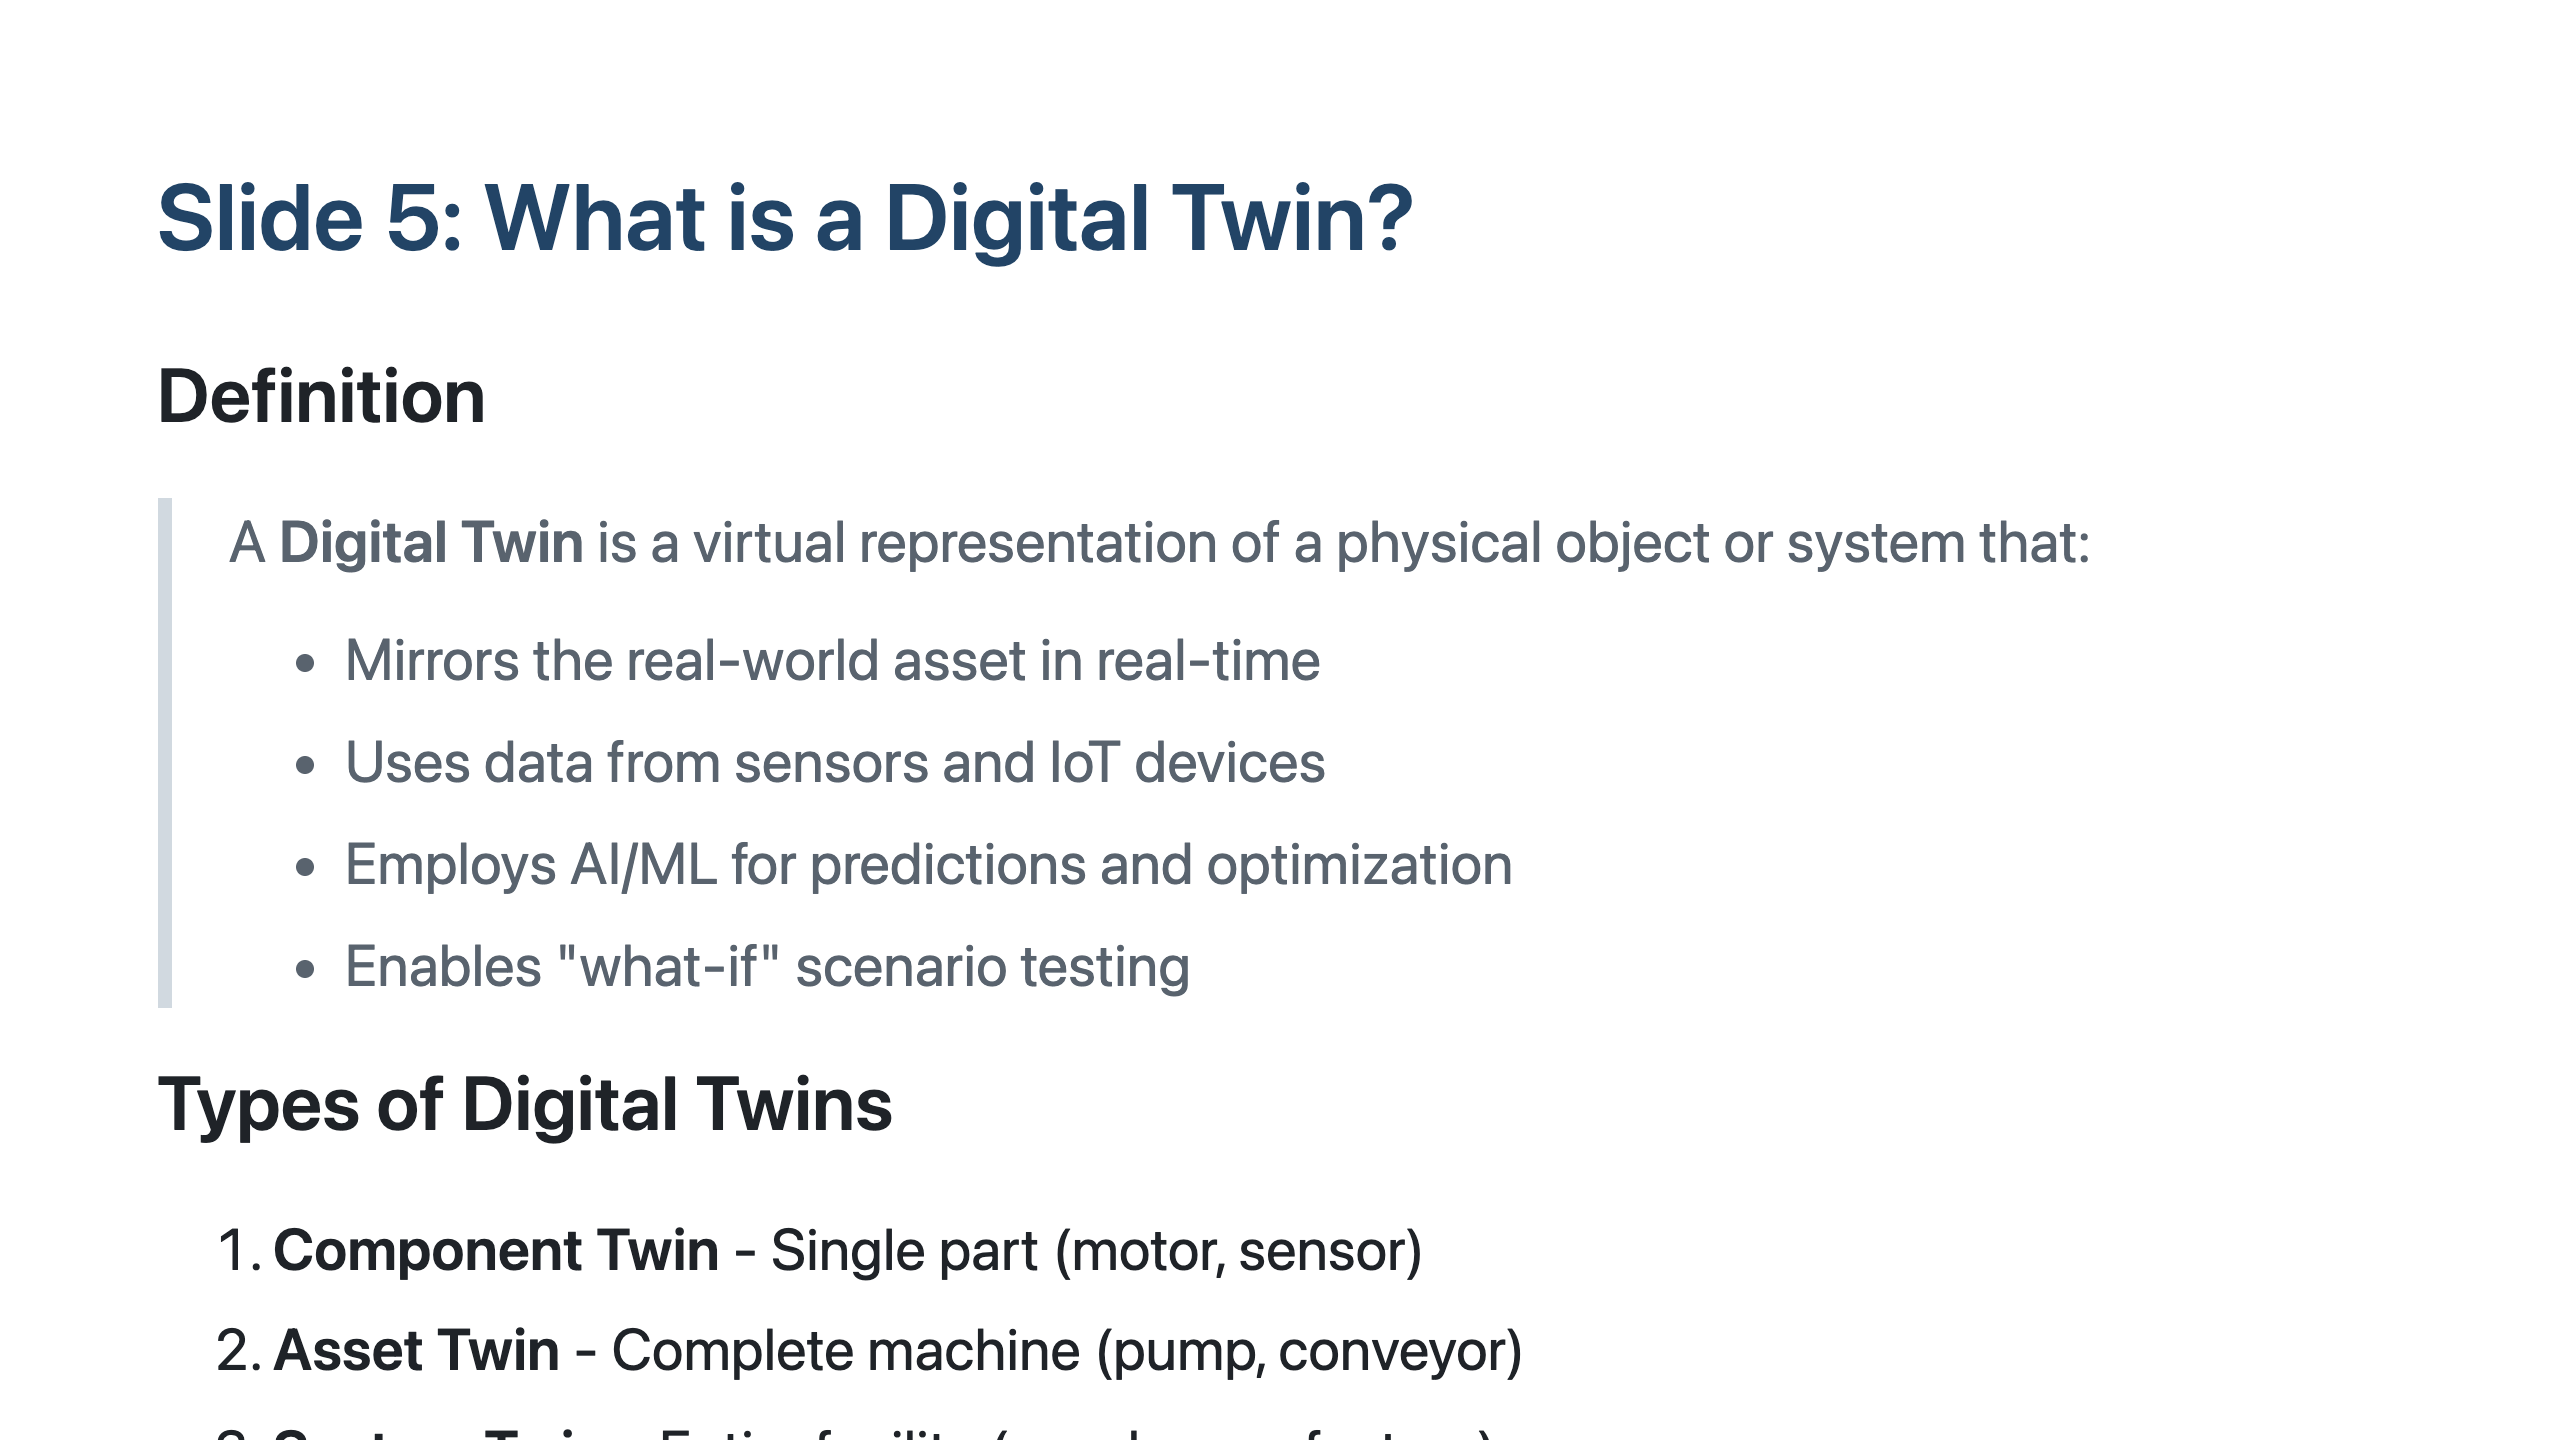 Slide 5: What is a Digital Twin?
Definition
A Digital Twin is a virtual representation of a physical object or system that:
• Mirrors the real-world asset in real-time
• Uses data from sensors and IoT devices
• Employs AI/ML for predictions and optimization
• Enables "what-if" scenario testing
Types of Digital Twins
1. Component Twin - Single part (motor, sensor)
2. Asset Twin - Complete machine (pump, conveyor)